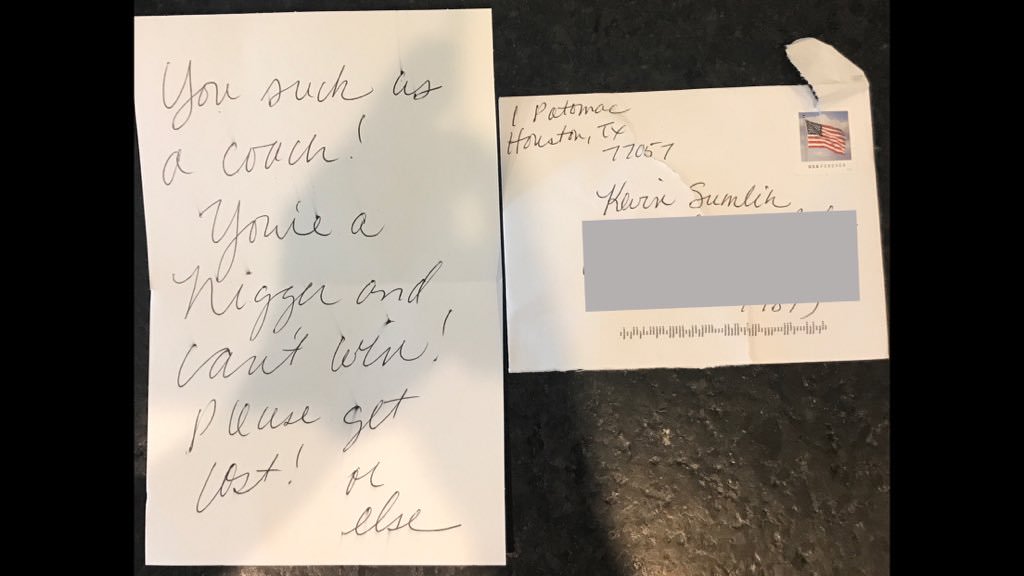 You suck as
a coach!
You're a
nigger and
can't win!
Please get
lost! or
else
1 Potomac
Houston, TX
77057
Kevin Sumlin